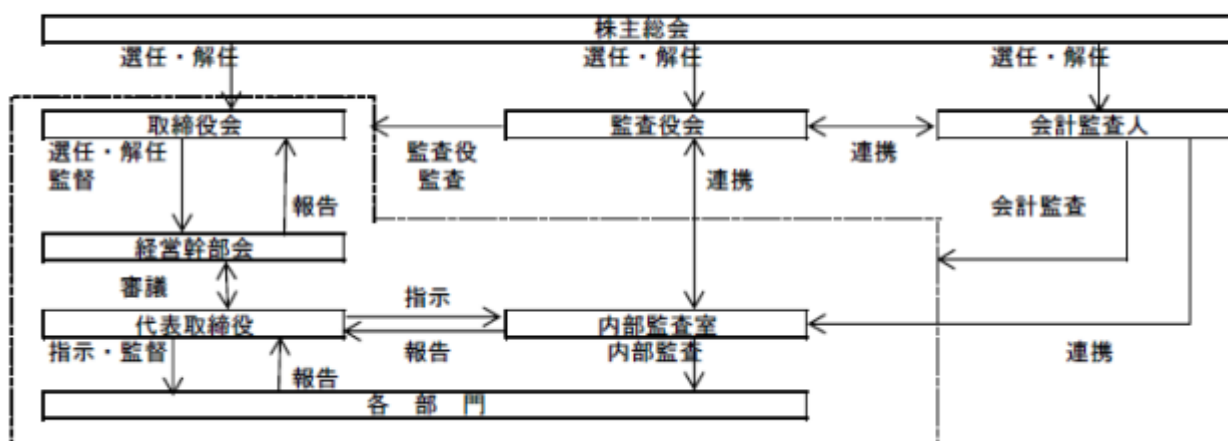 株主総会
選任・解任
選任・解任
選任・解任
取締役会
監査役会
会計監査人
選任・解任
監督
監査役
監査
連携
連携
報告
会計監査
経営幹部会
審議
指示
代表取締役
内部監査室
指示・監督
報告
内部監査
連携
報告
各部門